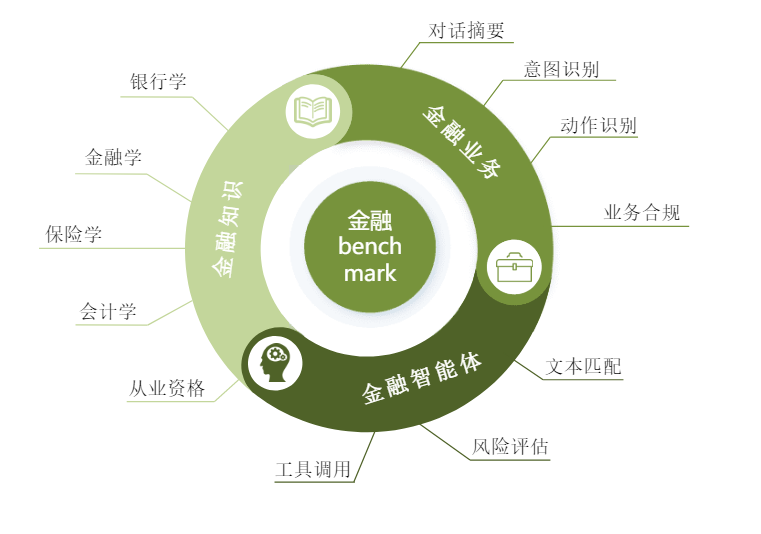 对话摘要
意图识别
动作识别
业务合规
银行学
金融学
保险学
会计学
从业资格
金融业务
金融知识
金融
bench
mark
金融智能体
文本匹配
风险评估
工具调用